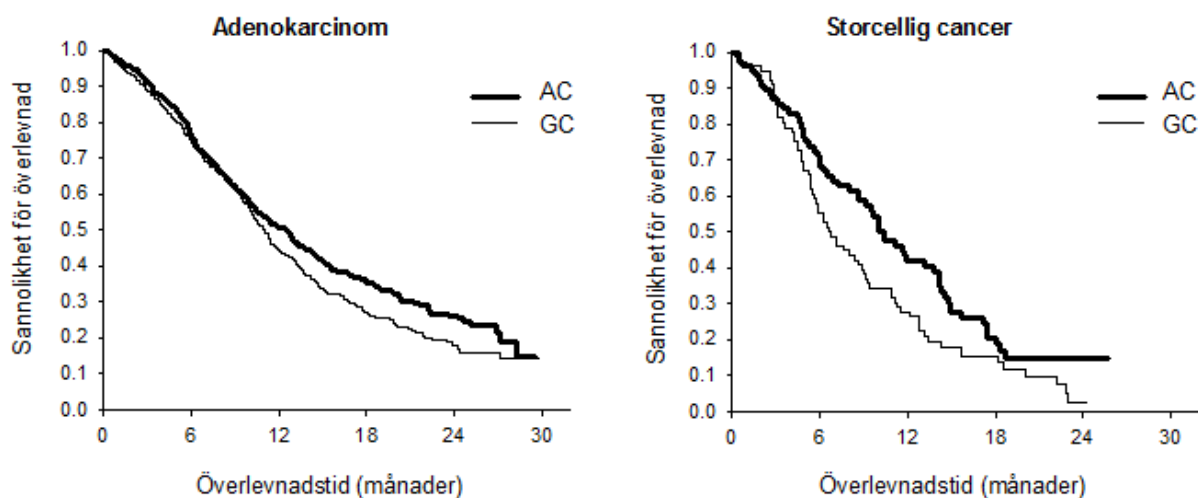 Adenokarcinom
Sannolikhet för överlevnad
1.0
0.9
0.8
0.7
0.6
0.5
0.4
0.3
0.2
0.1
0.0
AC
GC
0 6 12 18 24 30
Överlevnadstid (månader)
Storcellig cancer
Sannolikhet för överlevnad
1.0
0.9
0.8
0.7
0.6
0.5
0.4
0.3
0.2
0.1
0.0
AC
GC
0 6 12 18 24 30
Överlevnadstid (månader)